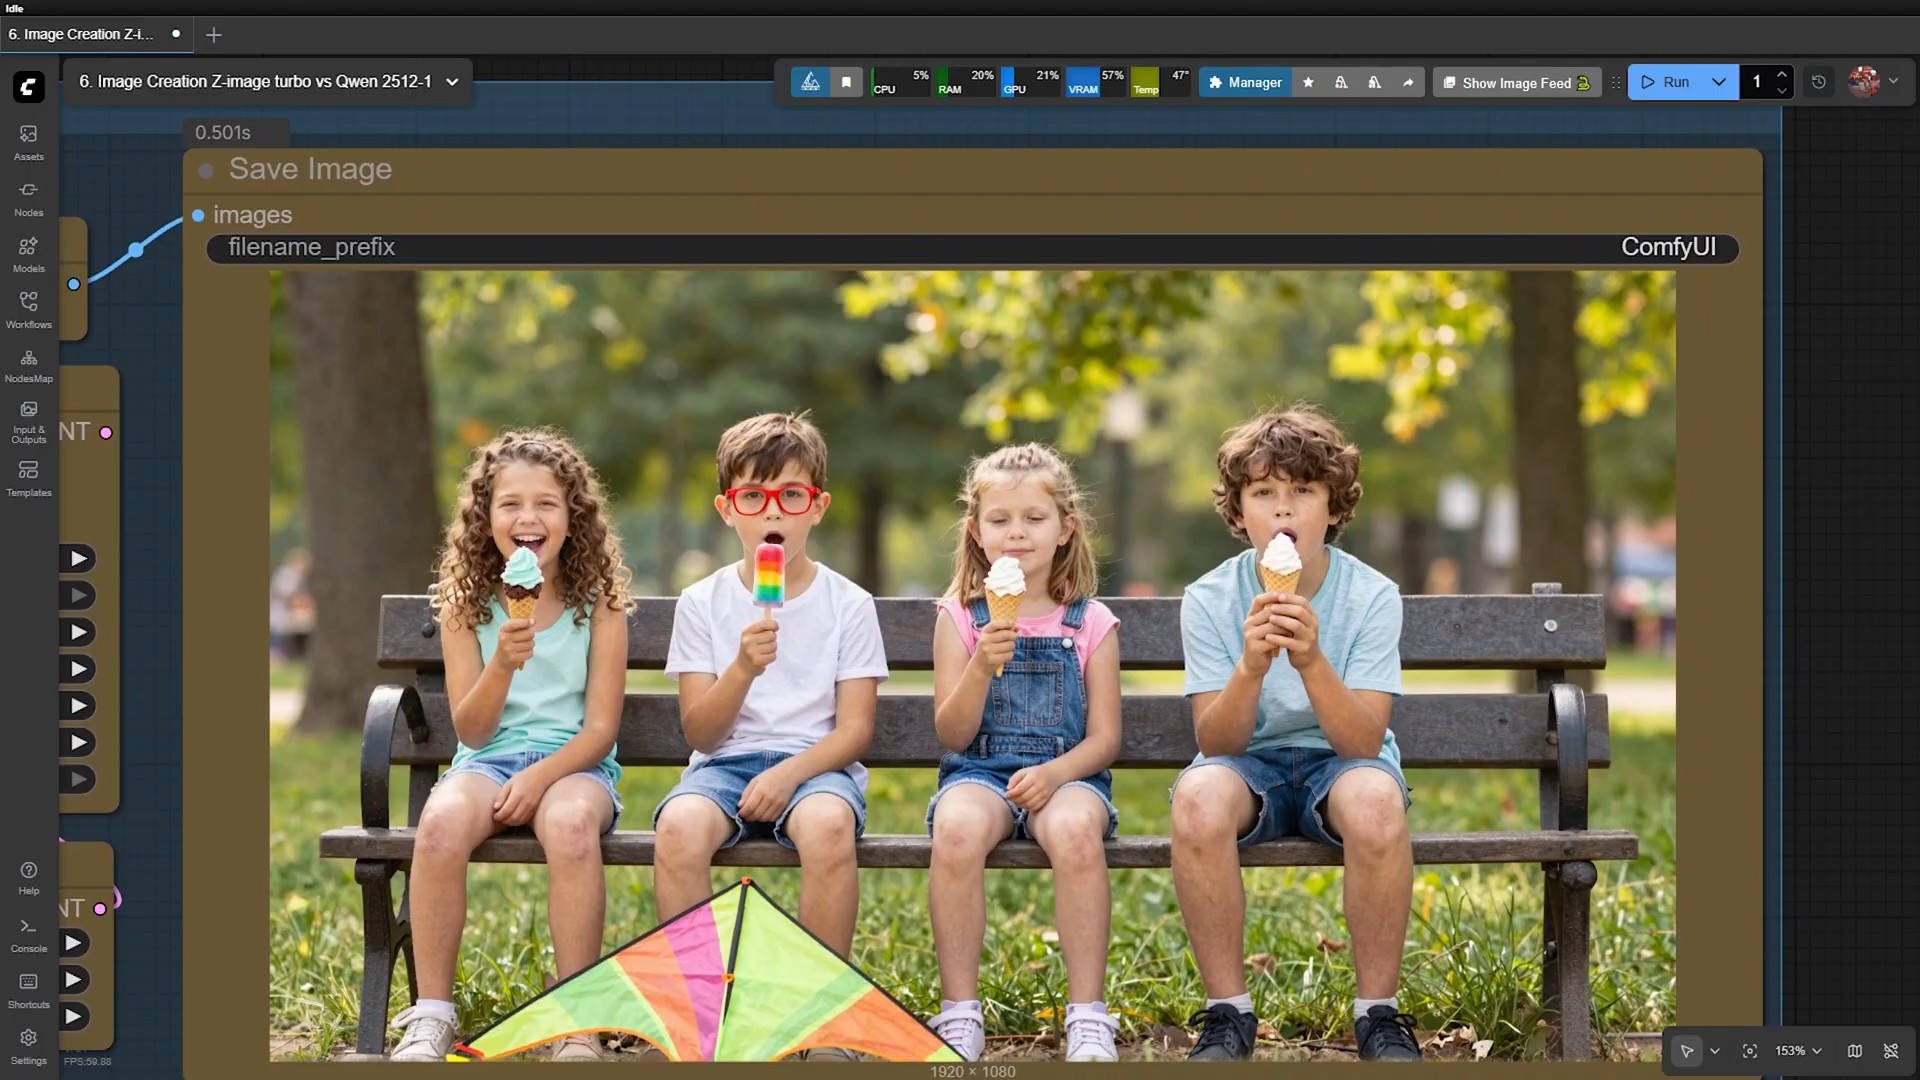 Idle
6. Image Creation Z-i...
6. Image Creation Z-image turbo vs Qwen 2512-1
CPU 5%
RAM 20%
GPU 21%
VRAM 57%
Temp 47°
Manager
Show Image Feed
Run
1
Assets
Nodes
Models
Workflows
NodesMap
Input & Outputs
Templates
Help
Console
Shortcuts
Settings
0.501s
Save Image
images
filename_prefix ComfyUI
NT
NT
FPS:59.88
1920 × 1080
153%